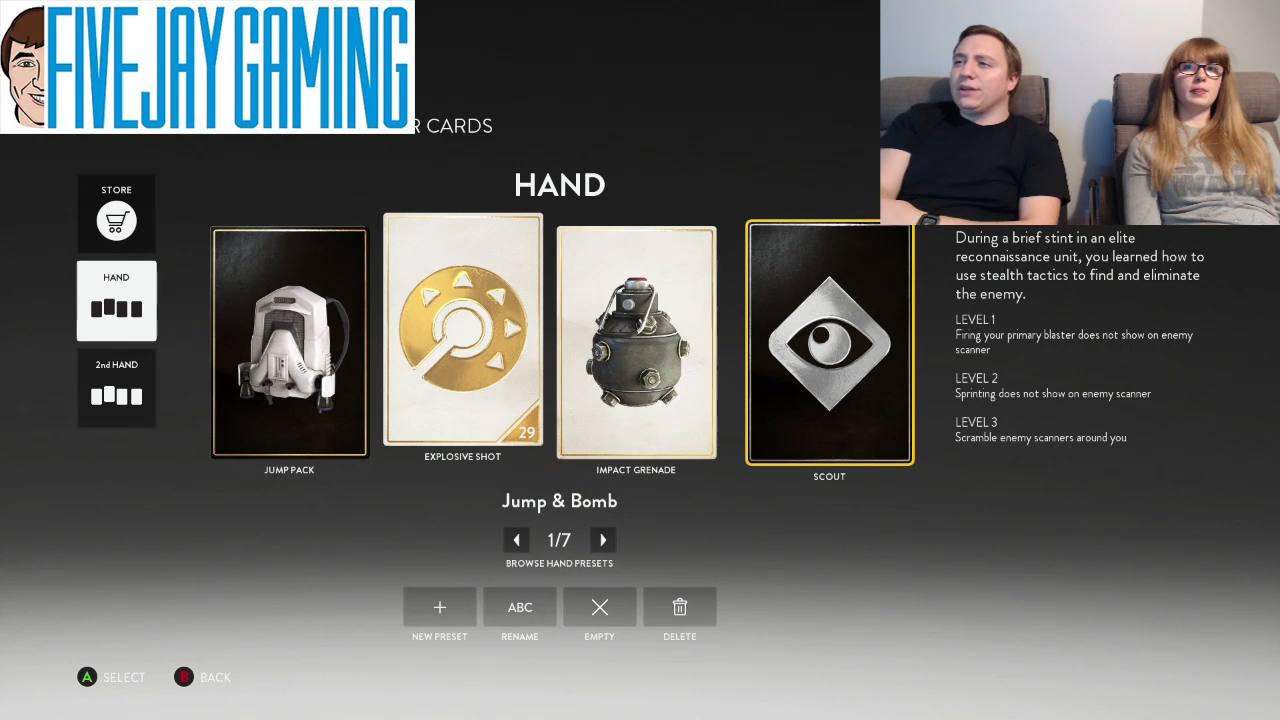 FIVEJAY GAMING
R CARDS
HAND
STORE
HAND
2nd HAND
29
JUMP PACK
EXPLOSIVE SHOT
IMPACT GRENADE
SCOUT
During a brief stint in an elite
reconnaissance unit, you learned how to
use stealth tactics to find and eliminate
the enemy.
LEVEL 1
Firing your primary blaster does not show on enemy
scanner
LEVEL 2
Sprinting does not show on enemy scanner
LEVEL 3
Scramble enemy scanners around you
Jump & Bomb
1/7
BROWSE HAND PRESETS
ABC
NEW PRESET
RENAME
EMPTY
DELETE
A SELECT
B BACK